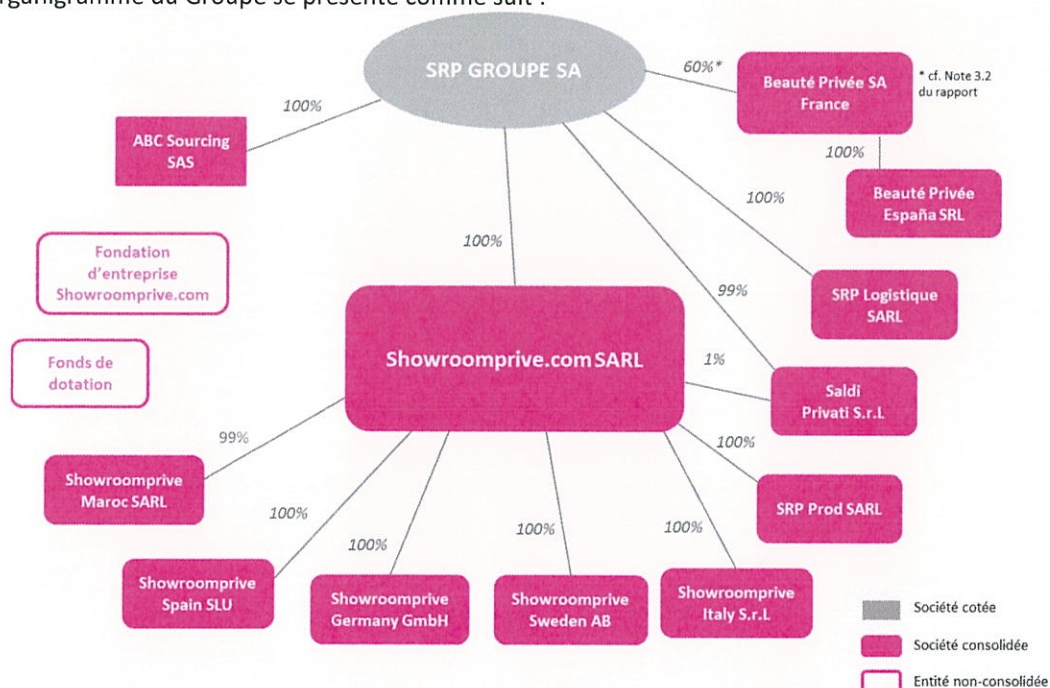 organigramme du Groupe se présente comme suit :
SRP GROUPE SA
60%*
Beauté Privée SA
France
* cf. Note 3.2
du rapport
100%
ABC Sourcing
SAS
100%
Beauté Privée
España SRL
100%
Fondation
d'entreprise
Showroomprive.com
100%
99%
SRP Logistique
SARL
Showroomprive.com SARL
1%
Fonds de
dotation
Saldi
Privati S.r.L
99%
100%
Showroomprive
Maroc SARL
SRP Prod SARL
100%
100%
100%
100%
Showroomprive
Spain SLU
Showroomprive
Germany GmbH
Showroomprive
Sweden AB
Showroomprive
Italy S.r.L
Société cotée
Société consolidée
Entité non-consolidée